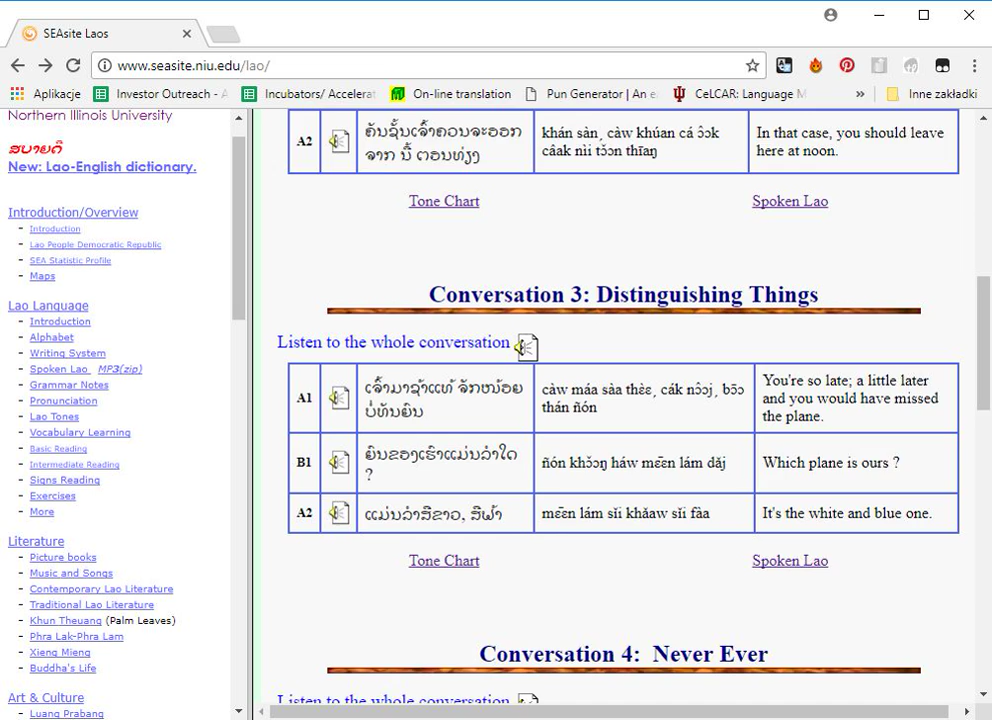 SEAsite Laos
www.seasite.niu.edu/lao/
Aplikacje
Investor Outreach - A
Incubators/ Accelerat
On-line translation
Pun Generator | An e
CeLCAR: Language M
»
Inne zakładki
Northern Illinois University
ສບາຍດີ
New: Lao-English dictionary.
Introduction/Overview
- Introduction
- Lao People Democratic Republic
- SEA Statistic Profile
- Maps
Lao Language
- Introduction
- Alphabet
- Writing System
- Spoken Lao MP3(zip)
- Grammar Notes
- Pronunciation
- Lao Tones
- Vocabulary Learning
- Basic Reading
- Intermediate Reading
- Signs Reading
- Exercises
- More
Literature
- Picture books
- Music and Songs
- Contemporary Lao Literature
- Traditional Lao Literature
- Khun Theuang (Palm Leaves)
- Phra Lak-Phra Lam
- Xieng Mieng
- Buddha's Life
Art & Culture
- Luang Prabang
A2
ຄັນຊັ້ນເຈົ້າຄວນຈະອອກ
ຈາກ ນີ້ ຕອນທ່ຽງ
khán sàn, càw khúan cá ɔ̀ɔk
câak nìi tɔ̌ɔn thīaŋ
In that case, you should leave
here at noon.
Tone Chart
Spoken Lao
Conversation 3: Distinguishing Things
Listen to the whole conversation
A1
ເຈົ້າມາຊ້າແທ້ ຈັກຫນ້ອຍ
ບໍ່ທັນຍົນ
càw máa sàa thɛ̀ɛ, cák nɔ̂ɔj, bɔ̄ɔ
thán ñón
You're so late; a little later
and you would have missed
the plane.
B1
ຍົນຂອງເຮົາແມ່ນລຳໃດ
?
ñón khɔ̌ɔŋ háw mɛ̄ɛn lám dǎj
Which plane is ours ?
A2
ແມ່ນລຳສີຂາວ, ສີຟ້າ
mɛ̄ɛn lám sǐi khǎaw sǐi fàa
It's the white and blue one.
Tone Chart
Spoken Lao
Conversation 4: Never Ever
Listen to the whole conversation